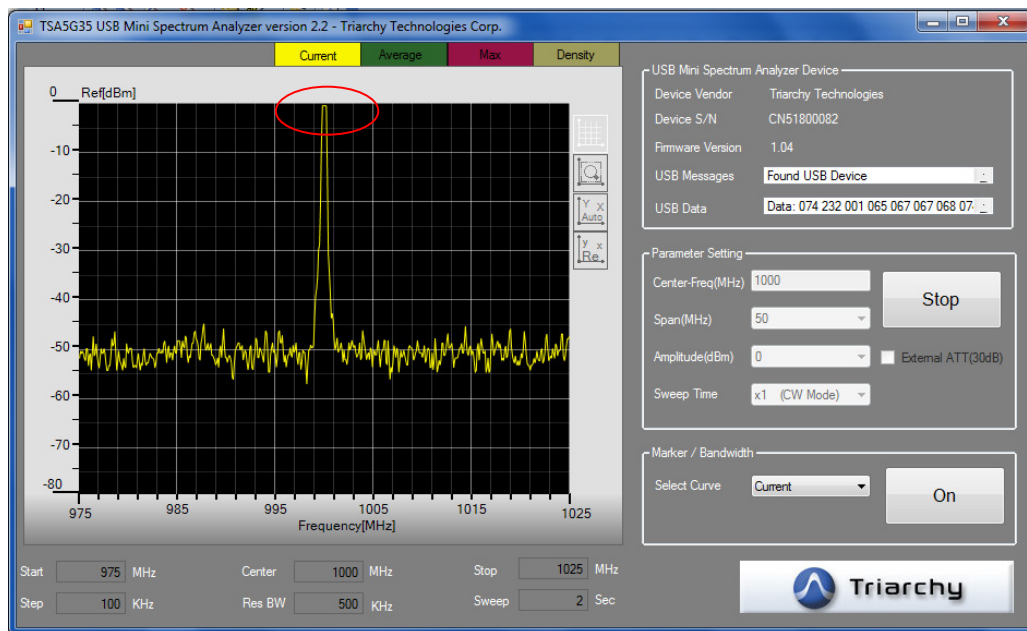 TSA5G35 USB Mini Spectrum Analyzer version 2.2 - Triarchy Technologies Corp.
Current Average Max Density
0 Ref[dBm]
-10
-20
-30
-40
-50
-60
-70
-80
975 985 995 1005 1015 1025
Frequency[MHz]
Y X
Auto
y x
Re.
USB Mini Spectrum Analyzer Device
Device Vendor Triarchy Technologies
Device S/N CN51800082
Firmware Version 1.04
USB Messages Found USB Device
USB Data Data: 074 232 001 065 067 067 068 07
Parameter Setting
Center-Freq(MHz) 1000
Stop
Span(MHz) 50
Amplitude(dBm) 0 External ATT(30dB)
Sweep Time x1 (CW Mode)
Marker / Bandwidth
Select Curve Current
On
Start 975 MHz Center 1000 MHz Stop 1025 MHz
Step 100 KHz Res BW 500 KHz Sweep 2 Sec
Triarchy